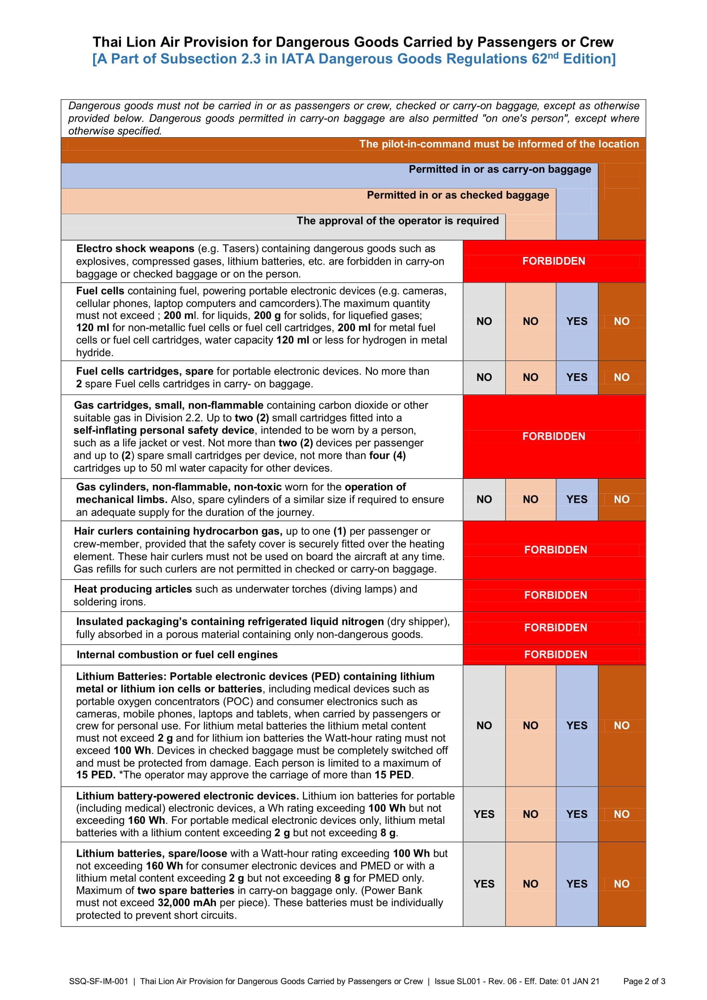 Thai Lion Air Provision for Dangerous Goods Carried by Passengers or Crew
[A Part of Subsection 2.3 in IATA Dangerous Goods Regulations 62nd Edition]
Dangerous goods must not be carried in or as passengers or crew, checked or carry-on baggage, except as otherwise
provided below. Dangerous goods permitted in carry-on baggage are also permitted "on one's person", except where
otherwise specified.
The pilot-in-command must be informed of the location
Permitted in or as carry-on baggage
Permitted in or as checked baggage
The approval of the operator is required
Electro shock weapons (e.g. Tasers) containing dangerous goods such as
explosives, compressed gases, lithium batteries, etc. are forbidden in carry-on
baggage or checked baggage or on the person.
FORBIDDEN
Fuel cells containing fuel, powering portable electronic devices (e.g. cameras,
cellular phones, laptop computers and camcorders).The maximum quantity
must not exceed ; 200 ml. for liquids, 200 g for solids, for liquefied gases;
120 ml for non-metallic fuel cells or fuel cell cartridges, 200 ml for metal fuel
cells or fuel cell cartridges, water capacity 120 ml or less for hydrogen in metal
hydride.
NO NO YES NO
Fuel cells cartridges, spare for portable electronic devices. No more than
2 spare Fuel cells cartridges in carry- on baggage.
NO NO YES NO
Gas cartridges, small, non-flammable containing carbon dioxide or other
suitable gas in Division 2.2. Up to two (2) small cartridges fitted into a
self-inflating personal safety device, intended to be worn by a person,
such as a life jacket or vest. Not more than two (2) devices per passenger
and up to (2) spare small cartridges per device, not more than four (4)
cartridges up to 50 ml water capacity for other devices.
FORBIDDEN
Gas cylinders, non-flammable, non-toxic worn for the operation of
mechanical limbs. Also, spare cylinders of a similar size if required to ensure
an adequate supply for the duration of the journey.
NO NO YES NO
Hair curlers containing hydrocarbon gas, up to one (1) per passenger or
crew-member, provided that the safety cover is securely fitted over the heating
element. These hair curlers must not be used on board the aircraft at any time.
Gas refills for such curlers are not permitted in checked or carry-on baggage.
FORBIDDEN
Heat producing articles such as underwater torches (diving lamps) and
soldering irons.
FORBIDDEN
Insulated packaging’s containing refrigerated liquid nitrogen (dry shipper),
fully absorbed in a porous material containing only non-dangerous goods.
FORBIDDEN
Internal combustion or fuel cell engines
FORBIDDEN
Lithium Batteries: Portable electronic devices (PED) containing lithium
metal or lithium ion cells or batteries, including medical devices such as
portable oxygen concentrators (POC) and consumer electronics such as
cameras, mobile phones, laptops and tablets, when carried by passengers or
crew for personal use. For lithium metal batteries the lithium metal content
must not exceed 2 g and for lithium ion batteries the Watt-hour rating must not
exceed 100 Wh. Devices in checked baggage must be completely switched off
and must be protected from damage. Each person is limited to a maximum of
15 PED. *The operator may approve the carriage of more than 15 PED.
NO NO YES NO
Lithium battery-powered electronic devices. Lithium ion batteries for portable
(including medical) electronic devices, a Wh rating exceeding 100 Wh but not
exceeding 160 Wh. For portable medical electronic devices only, lithium metal
batteries with a lithium content exceeding 2 g but not exceeding 8 g.
YES NO YES NO
Lithium batteries, spare/loose with a Watt-hour rating exceeding 100 Wh but
not exceeding 160 Wh for consumer electronic devices and PMED or with a
lithium metal content exceeding 2 g but not exceeding 8 g for PMED only.
Maximum of two spare batteries in carry-on baggage only. (Power Bank
must not exceed 32,000 mAh per piece). These batteries must be individually
protected to prevent short circuits.
YES NO YES NO
SSQ-SF-IM-001 | Thai Lion Air Provision for Dangerous Goods Carried by Passengers or Crew | Issue SL001 - Rev. 06 - Eff. Date: 01 JAN 21 Page 2 of 3